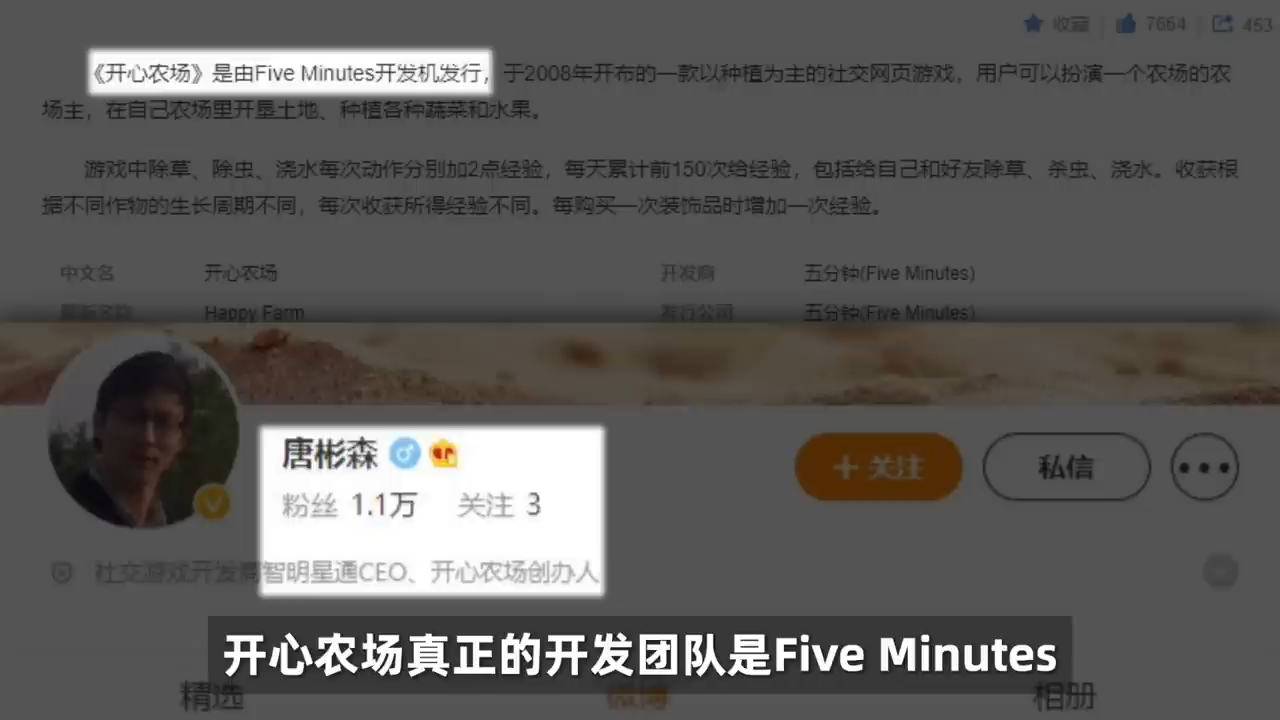 收藏 7664 453
《开心农场》是由Five Minutes开发机发行，于2008年开布的一款以种植为主的社交网页游戏，用户可以扮演一个农场的农
场主，在自己农场里开垦土地、种植各种蔬菜和水果。
游戏中除草、除虫、浇水每次动作分别加2点经验，每天累计前150次给经验，包括给自己和好友除草、杀虫、浇水。收获根
据不同作物的生长周期不同，每次收获所得经验不同。每购买一次装饰品时增加一次经验。
中文名 开心农场 开发商 五分钟(Five Minutes)
Happy Farm 发行公司 五分钟(Five Minutes)
唐彬森
粉丝 1.1万 关注 3
+ 关注 私信
社交游戏开发商智明星通CEO、开心农场创办人
开心农场真正的开发团队是Five Minutes
精选 微博 相册